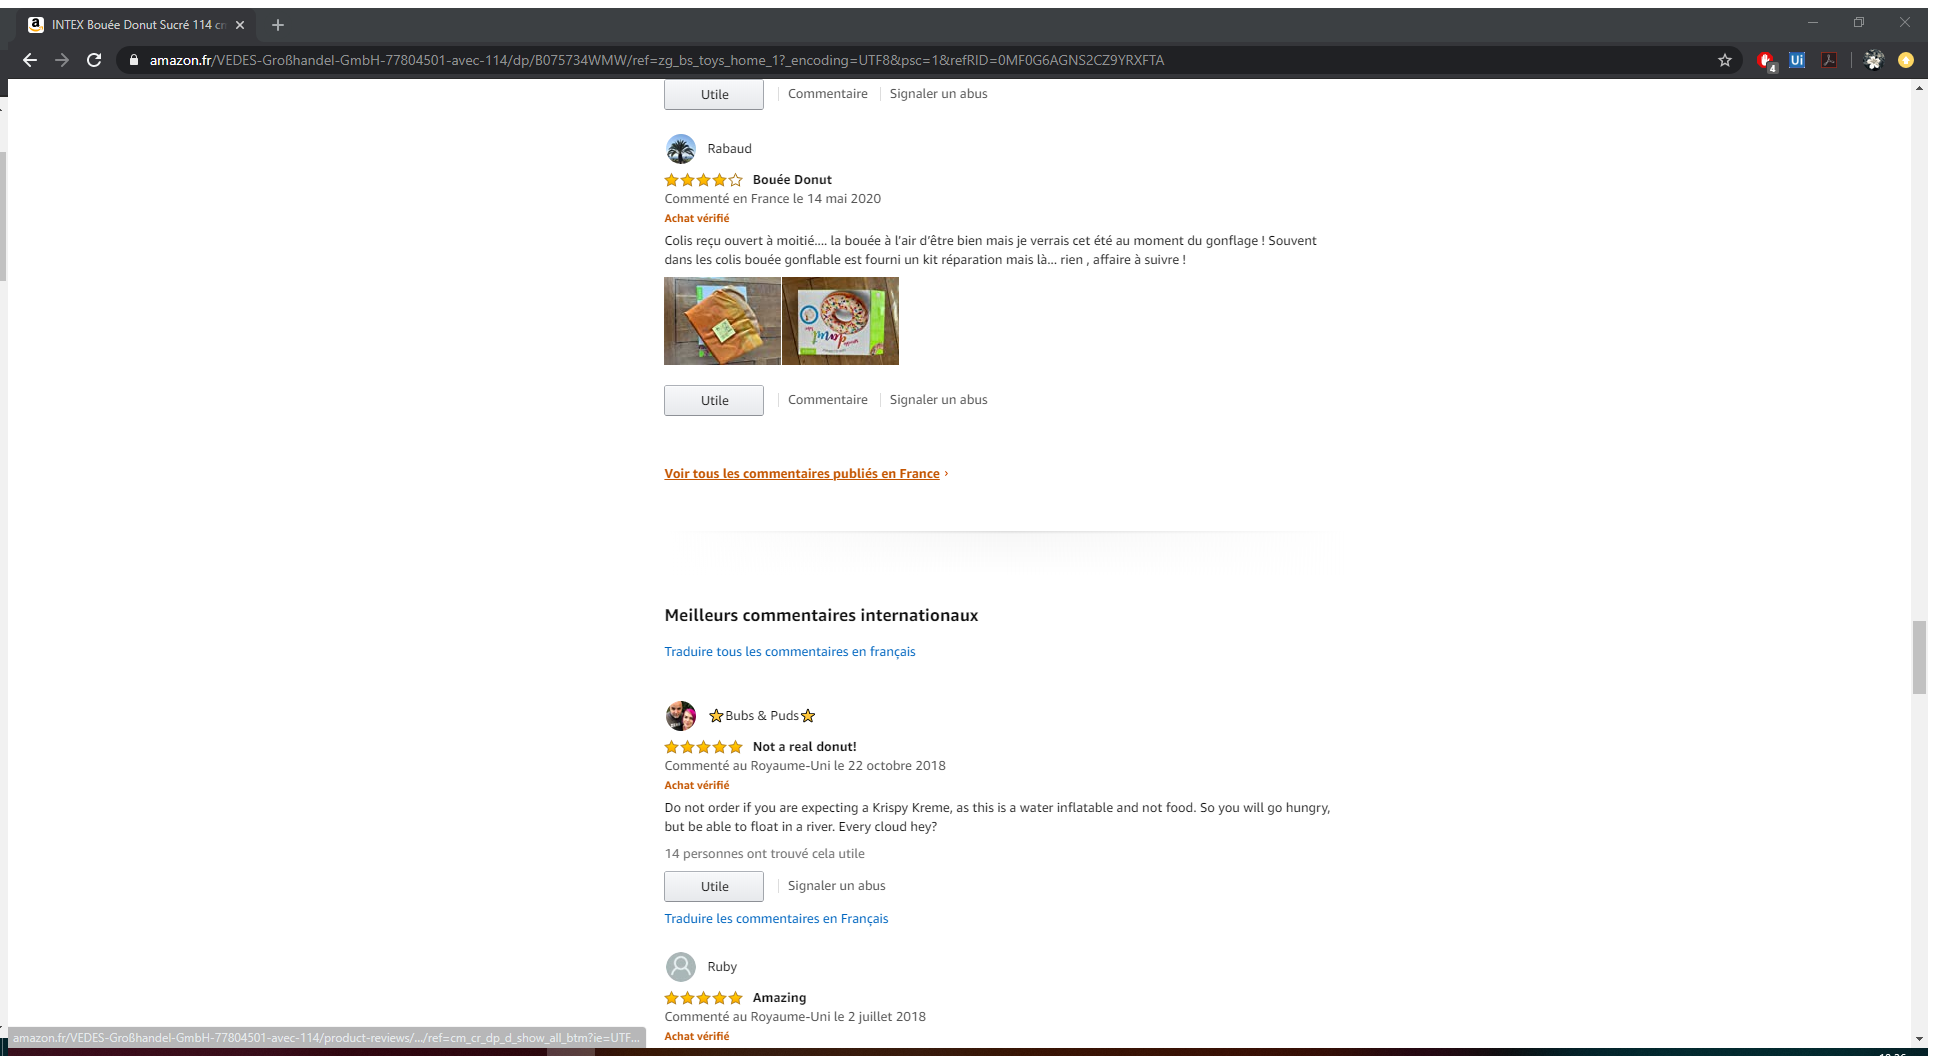 INTEX Bouée Donut Sucré 114 cm
amazon.fr/VEDES-Großhandel-GmbH-77804501-avec-114/dp/B075734WMW/ref=zg_bs_toys_home_1?_encoding=UTF8&psc=1&refRID=0MF0G6AGNS2CZ9YRXFTA
4
Ui
Utile Commentaire Signaler un abus
Rabaud
Bouée Donut
Commenté en France le 14 mai 2020
Achat vérifié
Colis reçu ouvert à moitié.... la bouée à l’air d’être bien mais je verrais cet été au moment du gonflage ! Souvent
dans les colis bouée gonflable est fourni un kit réparation mais là... rien , affaire à suivre !
donut
Utile Commentaire Signaler un abus
Voir tous les commentaires publiés en France ›
Meilleurs commentaires internationaux
Traduire tous les commentaires en français
⭐Bubs & Puds⭐
Not a real donut!
Commenté au Royaume-Uni le 22 octobre 2018
Achat vérifié
Do not order if you are expecting a Krispy Kreme, as this is a water inflatable and not food. So you will go hungry,
but be able to float in a river. Every cloud hey?
14 personnes ont trouvé cela utile
Utile Signaler un abus
Traduire les commentaires en Français
Ruby
Amazing
Commenté au Royaume-Uni le 2 juillet 2018
Achat vérifié
amazon.fr/VEDES-Großhandel-GmbH-77804501-avec-114/product-reviews/.../ref=cm_cr_dp_d_show_all_btm?ie=UTF...